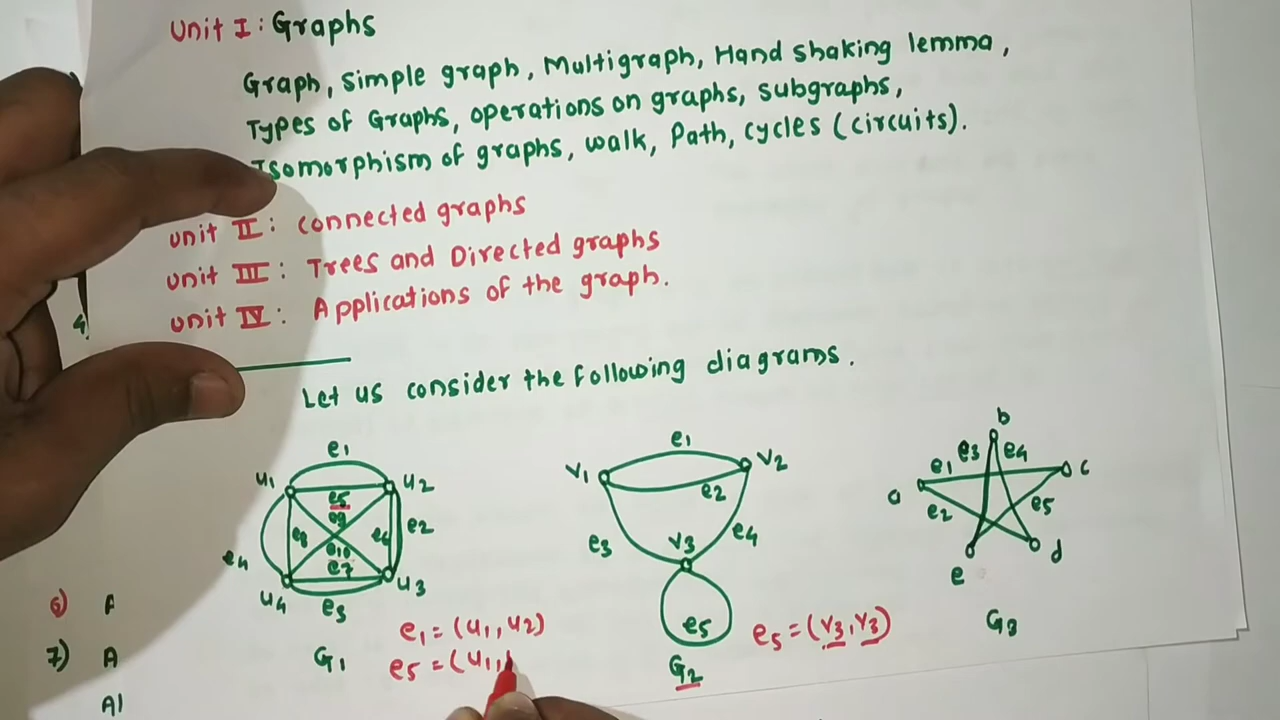 Unit I: Graphs
Graph, Simple graph, Multigraph, Hand shaking lemma,
Types of Graphs, operations on graphs, subgraphs,
Isomorphism of graphs, walk, Path, cycles (circuits).
Unit II: connected graphs
Unit III: Trees and Directed graphs
Unit IV: Applications of the graph.
Let us consider the following diagrams.
e1
u1 u2
e5
e9
e8 e6 e2
e10
e4 e7
u4 u3
e3
G1
e1 = (u1, u2)
e5 = (u1,
e1
v1 v2
e2
e3 v3 e4
e5
G2
e5 = (v3, v3)
b
e3 e4
e1 c
a
e2 e5
e d
G3
6) A
7) A
Al